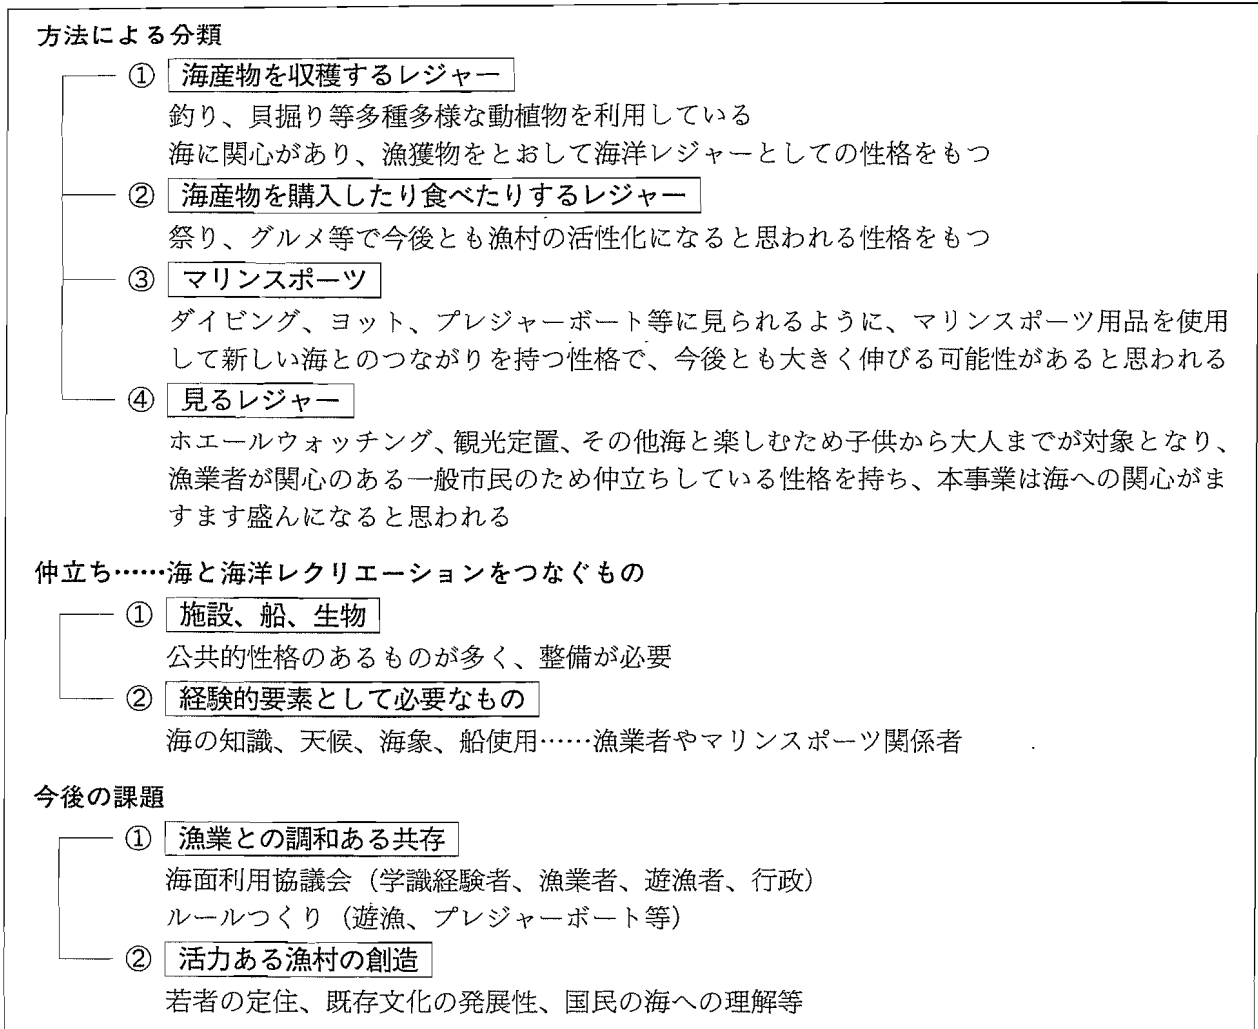 方法による分類
① 海産物を収穫するレジャー
釣り、貝掘り等多種多様な動植物を利用している
海に関心があり、漁獲物をとおして海洋レジャーとしての性格をもつ
② 海産物を購入したり食べたりするレジャー
祭り、グルメ等で今後とも漁村の活性化になると思われる性格をもつ
③ マリンスポーツ
ダイビング、ヨット、プレジャーボート等に見られるように、マリンスポーツ用品を使用
して新しい海とのつながりを持つ性格で、今後とも大きく伸びる可能性があると思われる
④ 見るレジャー
ホエールウォッチング、観光定置、その他海と楽しむため子供から大人までが対象となり、
漁業者が関心のある一般市民のため仲立ちしている性格を持ち、本事業は海への関心がま
すます盛んになると思われる
仲立ち……海と海洋レクリエーションをつなぐもの
① 施設、船、生物
公共的性格のあるものが多く、整備が必要
② 経験的要素として必要なもの
海の知識、天候、海象、船使用……漁業者やマリンスポーツ関係者
今後の課題
① 漁業との調和ある共存
海面利用協議会（学識経験者、漁業者、遊漁者、行政）
ルールつくり（遊漁、プレジャーボート等）
② 活力ある漁村の創造
若者の定住、既存文化の発展性、国民の海への理解等